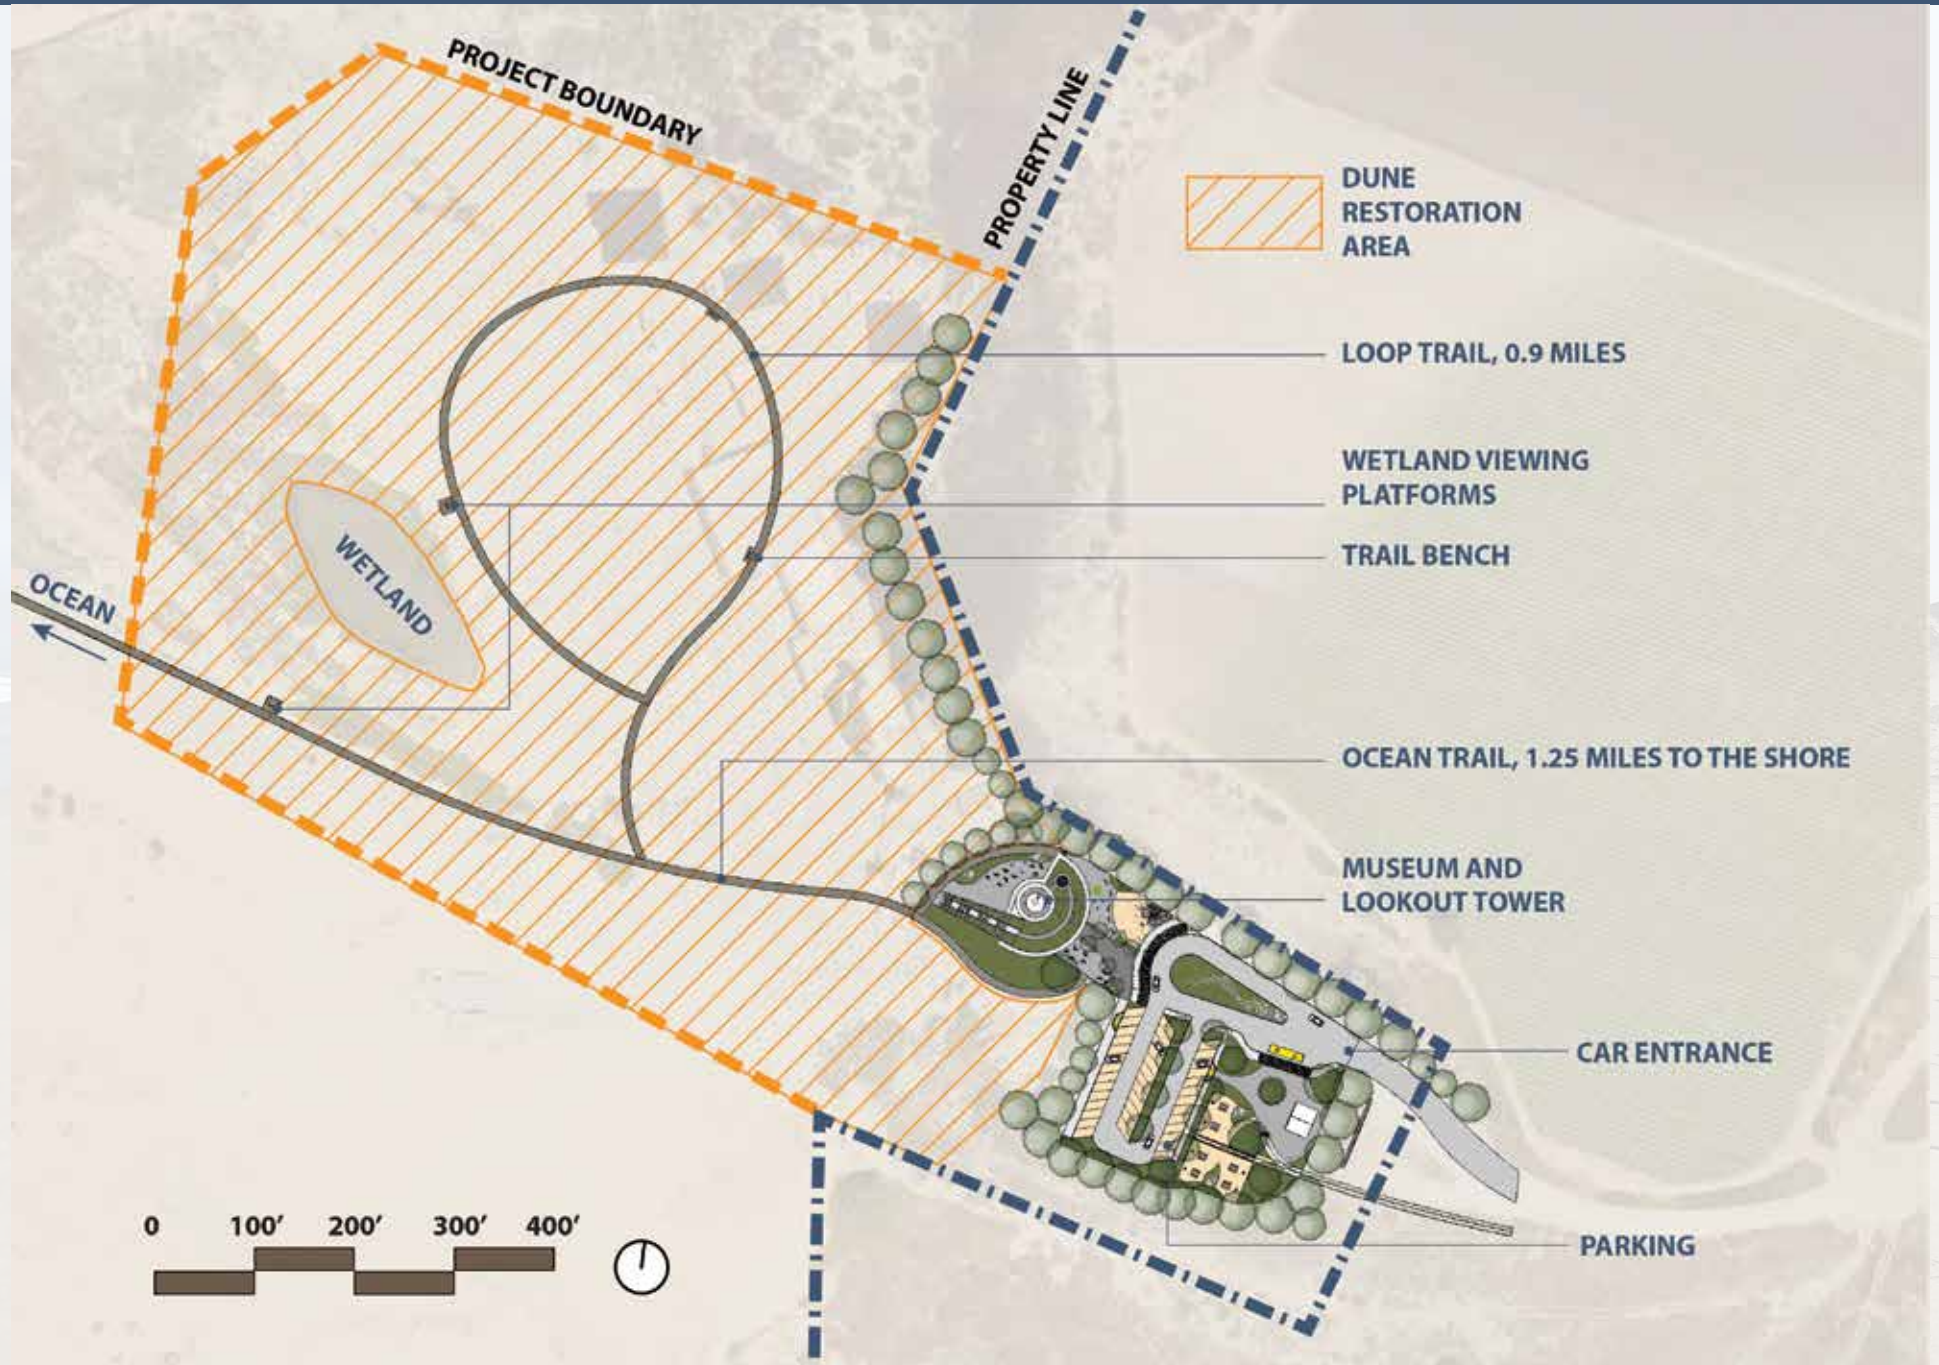 PROJECT BOUNDARY
PROPERTY LINE
DUNE
RESTORATION
AREA
LOOP TRAIL, 0.9 MILES
WETLAND VIEWING
PLATFORMS
TRAIL BENCH
WETLAND
OCEAN
OCEAN TRAIL, 1.25 MILES TO THE SHORE
MUSEUM AND
LOOKOUT TOWER
CAR ENTRANCE
PARKING
0 100’ 200’ 300’ 400’